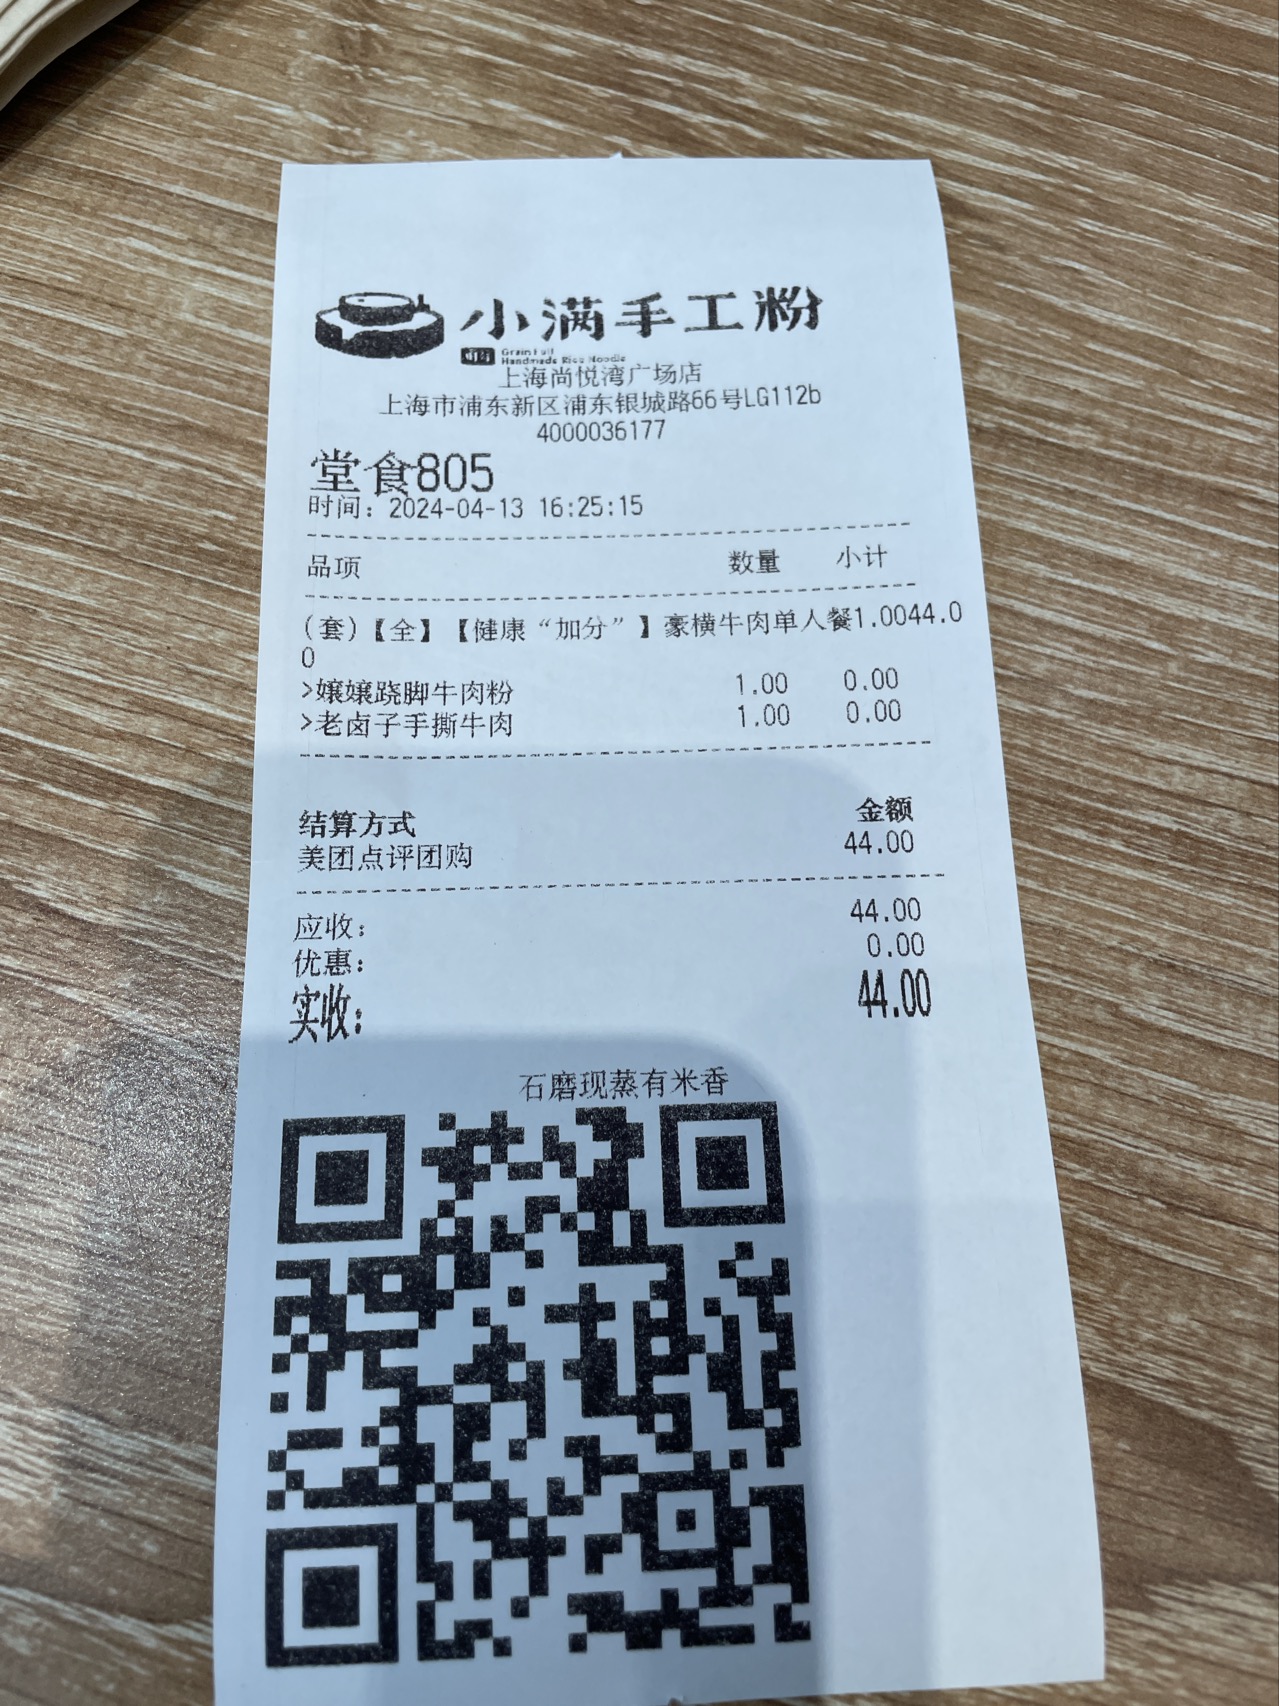 小满手工粉
Handmade Rice Noodle
上海尚悦湾广场店
上海市浦东新区浦东银城路66号LG112b
4000036177
堂食805
时间：2024-04-13 16:25:15
品项 数量 小计
（套）【全】【健康“加分”】豪横牛肉单人餐1.0044.0
0
>嬢嬢跷脚牛肉粉 1.00 0.00
>老卤子手撕牛肉 1.00 0.00
结算方式 金额
美团点评团购 44.00
应收： 44.00
优惠： 0.00
实收： 44.00
石磨现蒸有米香